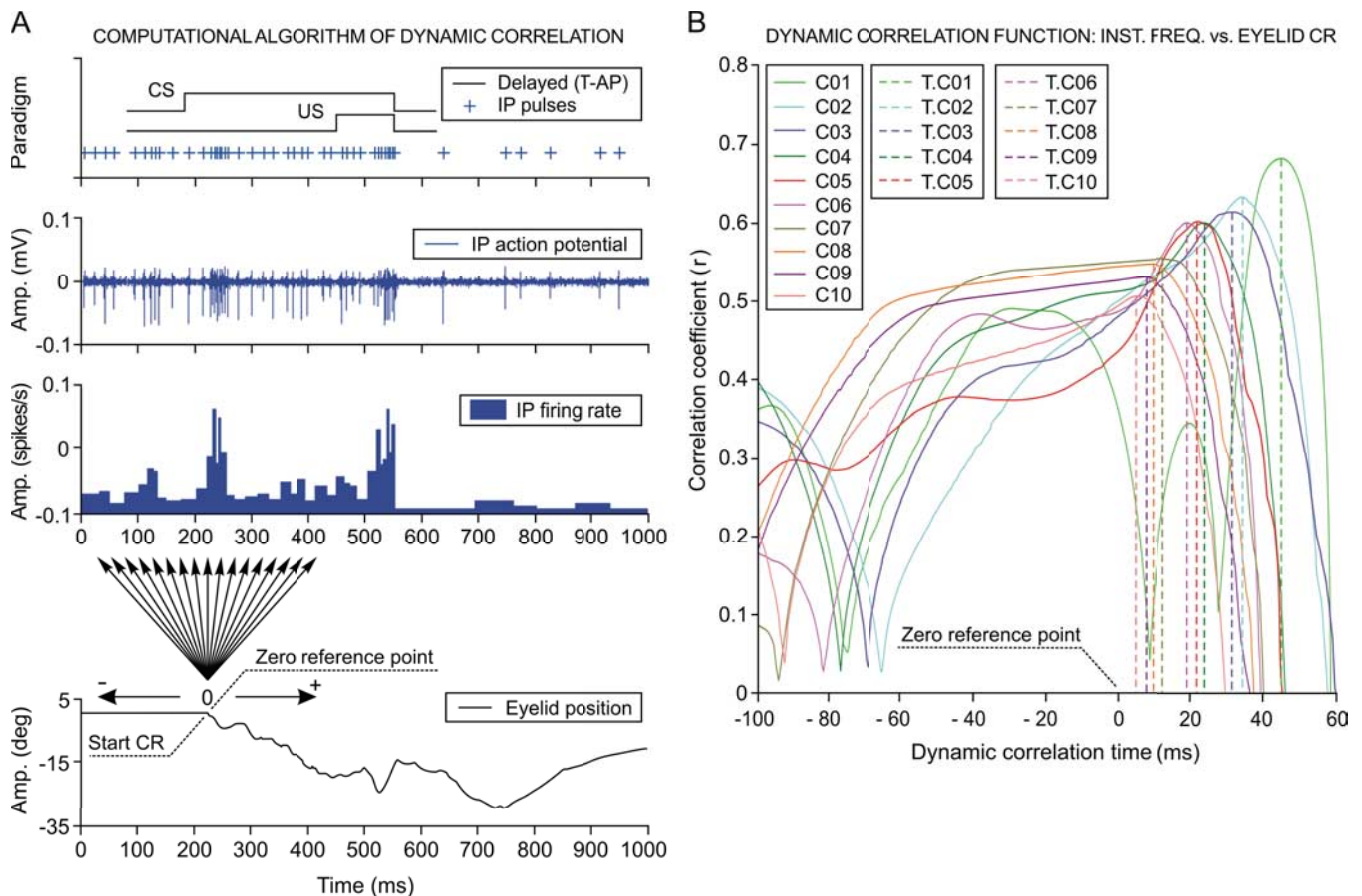 A
COMPUTATIONAL ALGORITHM OF DYNAMIC CORRELATION
Paradigm
CS
US
Delayed (T-AP)
IP pulses
Amp. (mV)
0.1
0
-0.1
IP action potential
Amp. (spikes/s)
0.1
0
-0.1
IP firing rate
0 100 200 300 400 500 600 700 800 900 1000
Zero reference point
- 0 +
Start CR
Eyelid position
Amp. (deg)
5
-15
-35
0 100 200 300 400 500 600 700 800 900 1000
Time (ms)
B
DYNAMIC CORRELATION FUNCTION: INST. FREQ. vs. EYELID CR
Correlation coefficient (r)
0.8
0.7
0.6
0.5
0.4
0.3
0.2
0.1
0
C01
C02
C03
C04
C05
C06
C07
C08
C09
C10
T.C01
T.C02
T.C03
T.C04
T.C05
T.C06
T.C07
T.C08
T.C09
T.C10
Zero reference point
-100 -80 -60 -40 -20 0 20 40 60
Dynamic correlation time (ms)